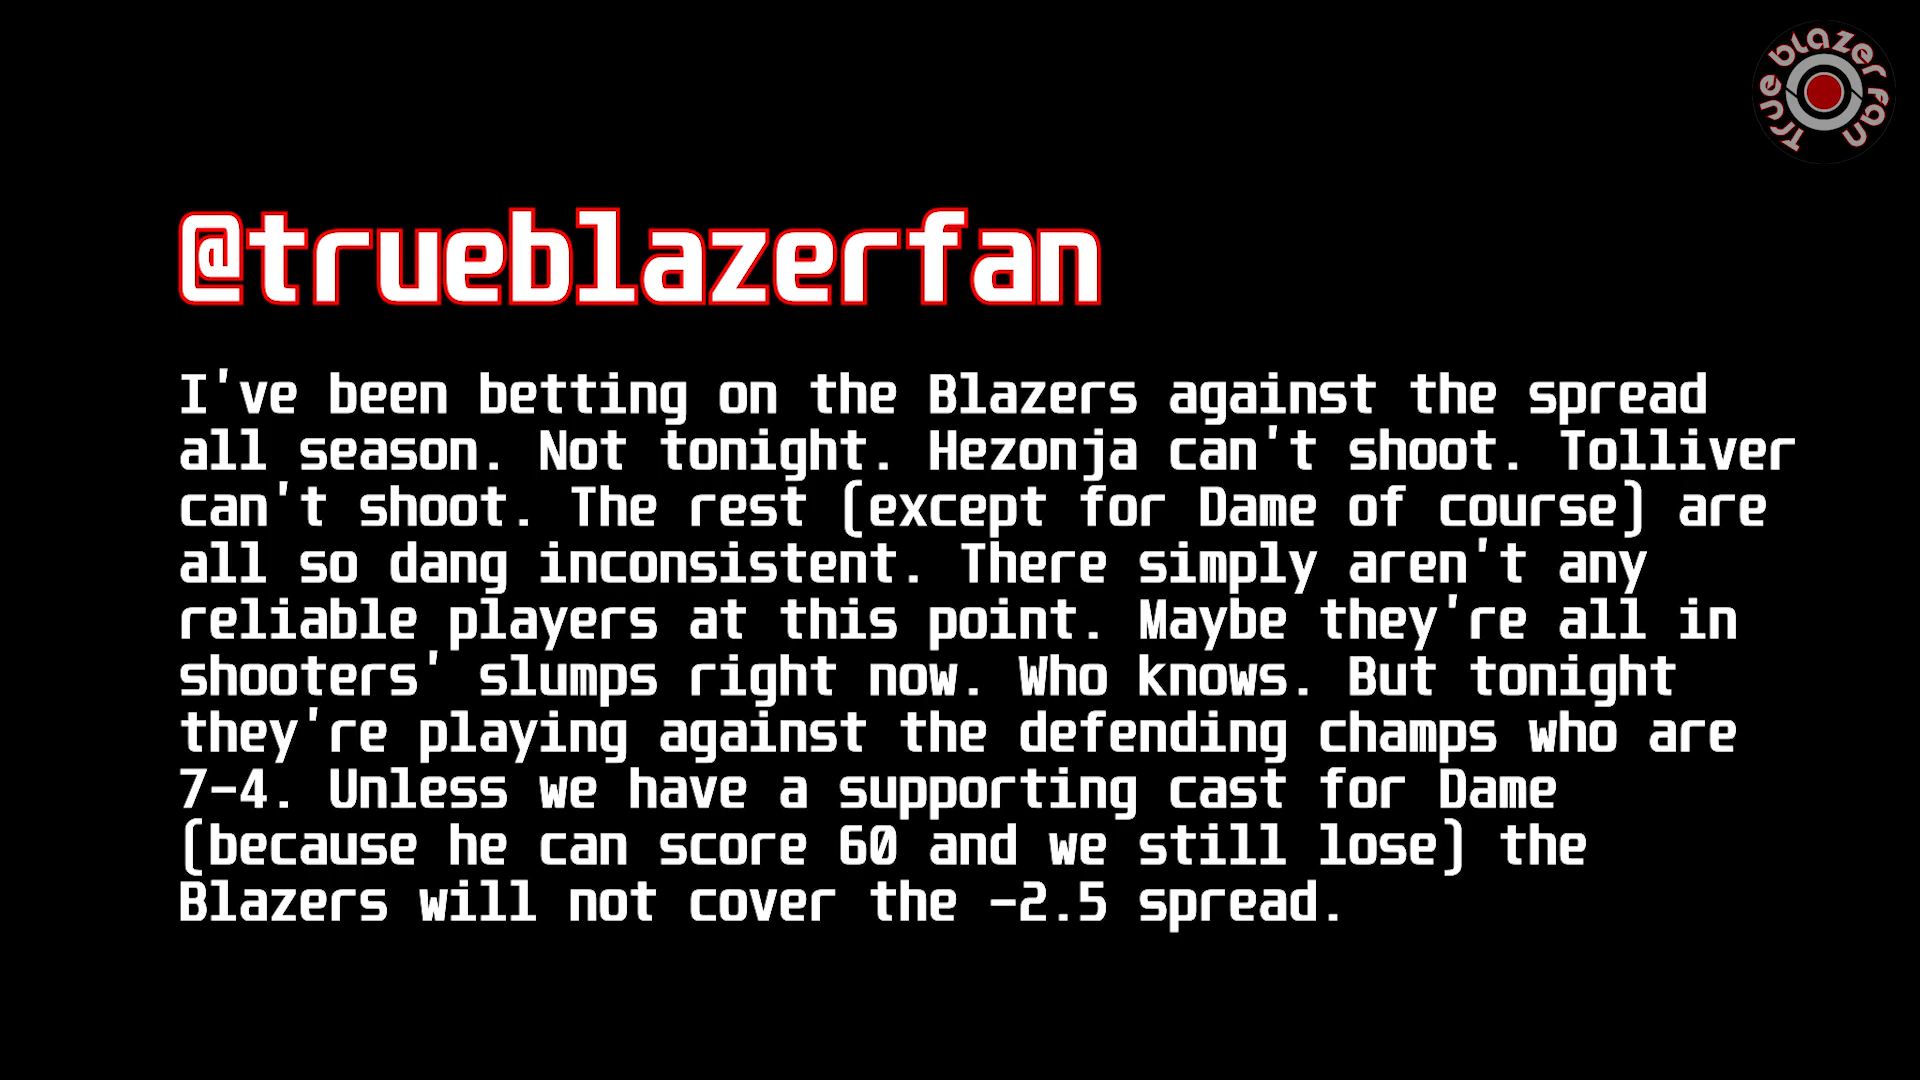 true blazer fan
@trueblazerfan
I've been betting on the Blazers against the spread
all season. Not tonight. Hezonja can't shoot. Tolliver
can't shoot. The rest (except for Dame of course) are
all so dang inconsistent. There simply aren't any
reliable players at this point. Maybe they're all in
shooters' slumps right now. Who knows. But tonight
they're playing against the defending champs who are
7-4. Unless we have a supporting cast for Dame
(because he can score 60 and we still lose) the
Blazers will not cover the -2.5 spread.